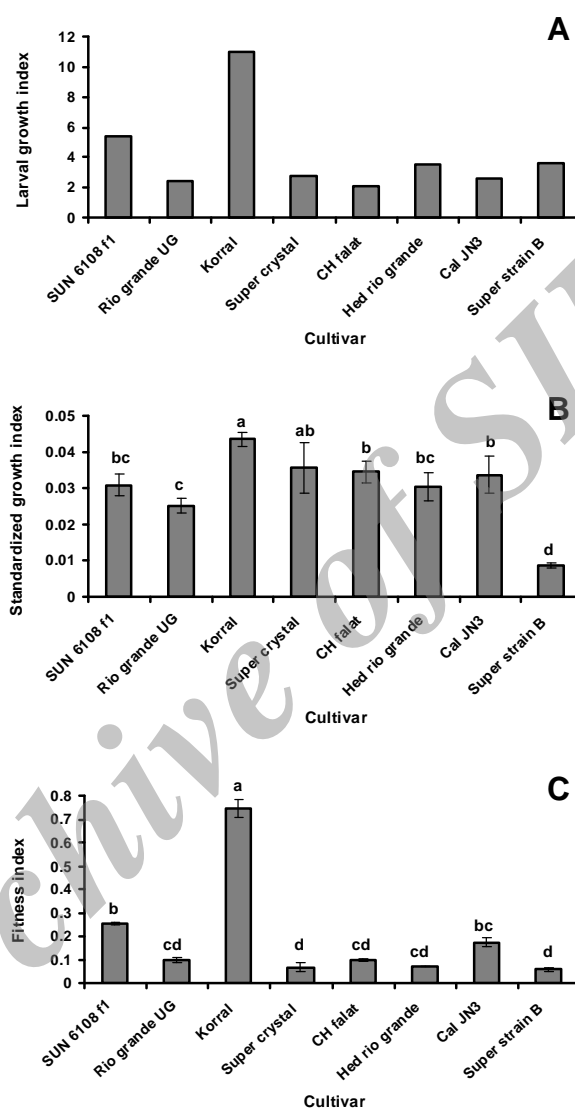 A
Larval growth index
12
10
8
6
4
2
0
SUN 6108 f1
Rio grande UG
Korral
Super crystal
CH falat
Hed rio grande
Cal JN3
Super strain B
Cultivar
B
Standardized growth index
0.05
0.04
0.03
0.02
0.01
0
bc
c
a
ab
b
bc
b
d
SUN 6108 f1
Rio grande UG
Korral
Super crystal
CH falat
Hed rio grande
Cal JN3
Super strain B
Cultivar
C
Fitness index
0.8
0.7
0.6
0.5
0.4
0.3
0.2
0.1
0
b
cd
a
d
cd
cd
bc
d
SUN 6108 f1
Rio grande UG
Korral
Super crystal
CH falat
Hed rio grande
Cal JN3
Super strain B
Cultivar
chive of SI